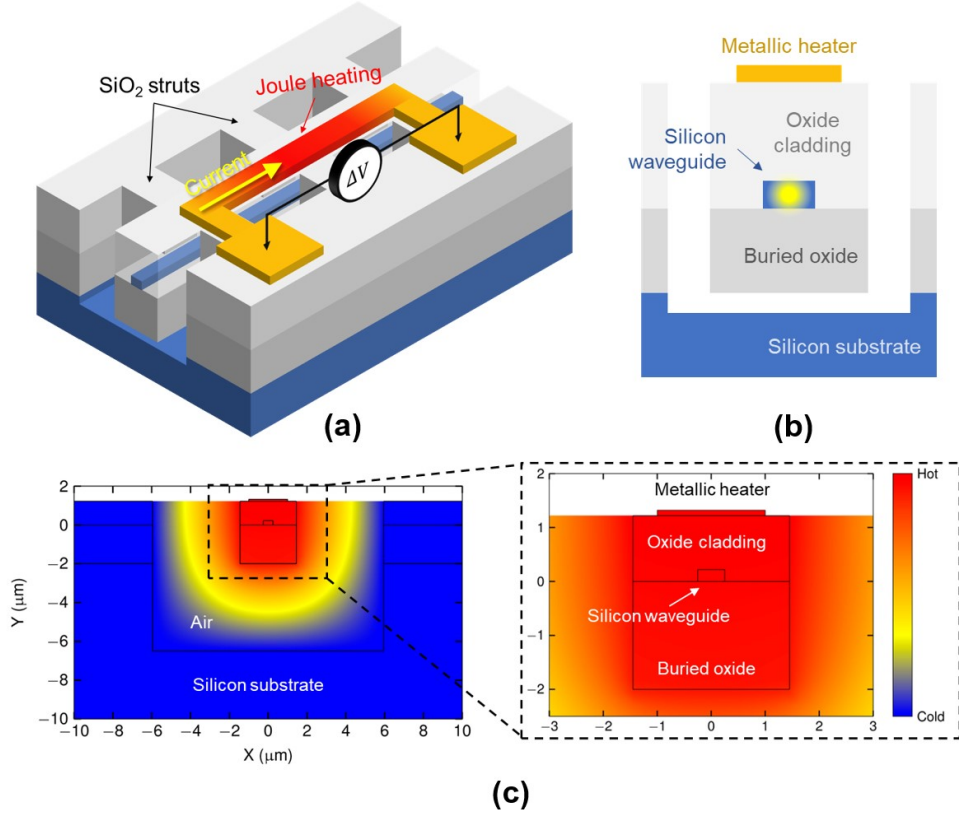 SiO2 struts
Joule heating
Current
ΔV
(a)
Metallic heater
Oxide
cladding
Silicon
waveguide
Buried oxide
Silicon substrate
(b)
Y (μm)
2
0
−2
−4
−6
−8
−10
Air
Silicon substrate
−10 −8 −6 −4 −2 0 2 4 6 8 10
X (μm)
2
1
0
−1
−2
Metallic heater
Oxide cladding
Silicon waveguide
Buried oxide
−3 −2 −1 0 1 2 3
Hot
Cold
(c)